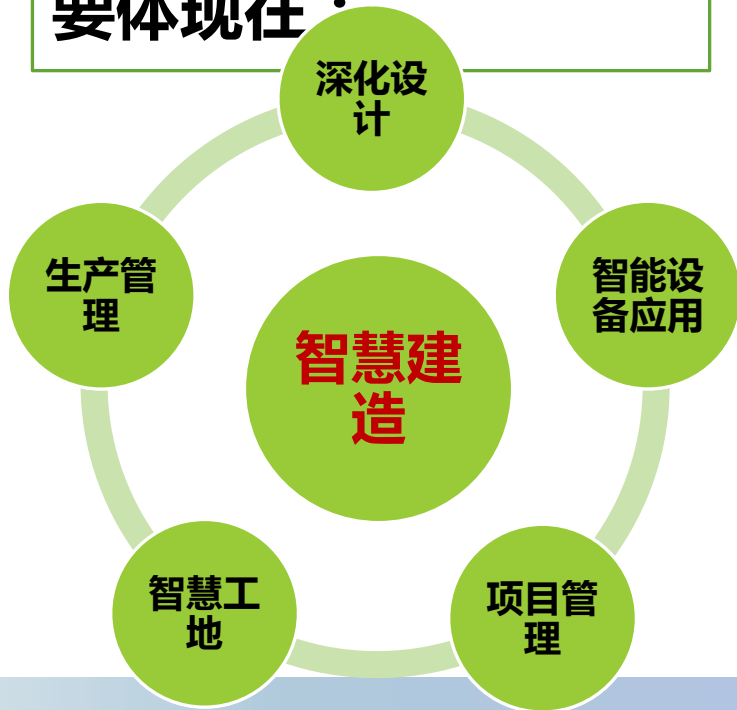 要体现在：
深化设
计
生产管
理
智能设
备应用
智慧建
造
智慧工
地
项目管
理